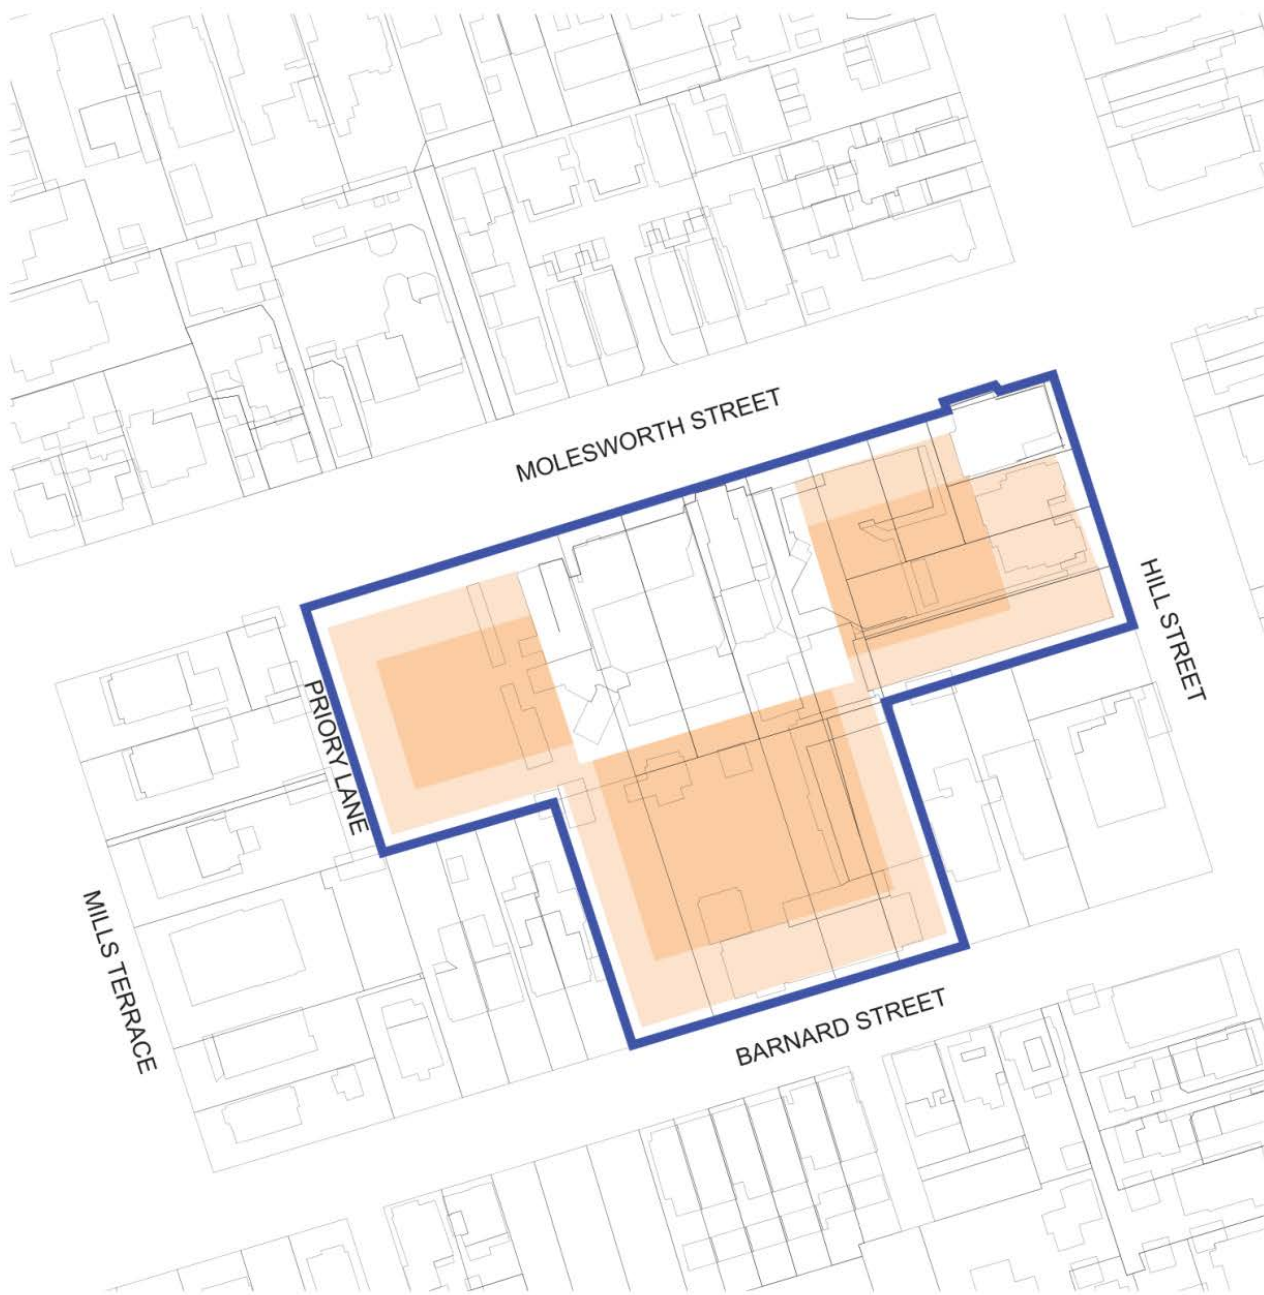 MOLESWORTH STREET
HILL STREET
PRIORY LANE
MILLS TERRACE
BARNARD STREET